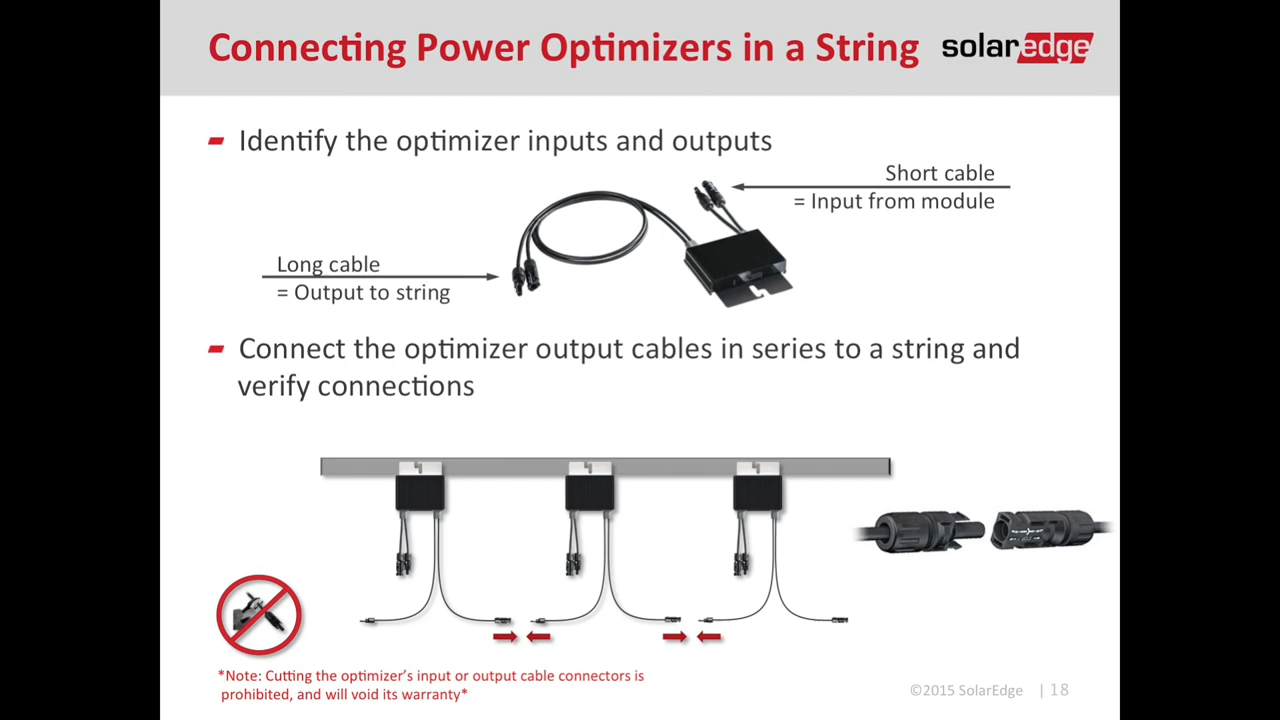 Connecting Power Optimizers in a String
solaredge
Identify the optimizer inputs and outputs
Short cable
= Input from module
Long cable
= Output to string
Connect the optimizer output cables in series to a string and
verify connections
*Note: Cutting the optimizer's input or output cable connectors is
prohibited, and will void its warranty*
©2015 SolarEdge | 18